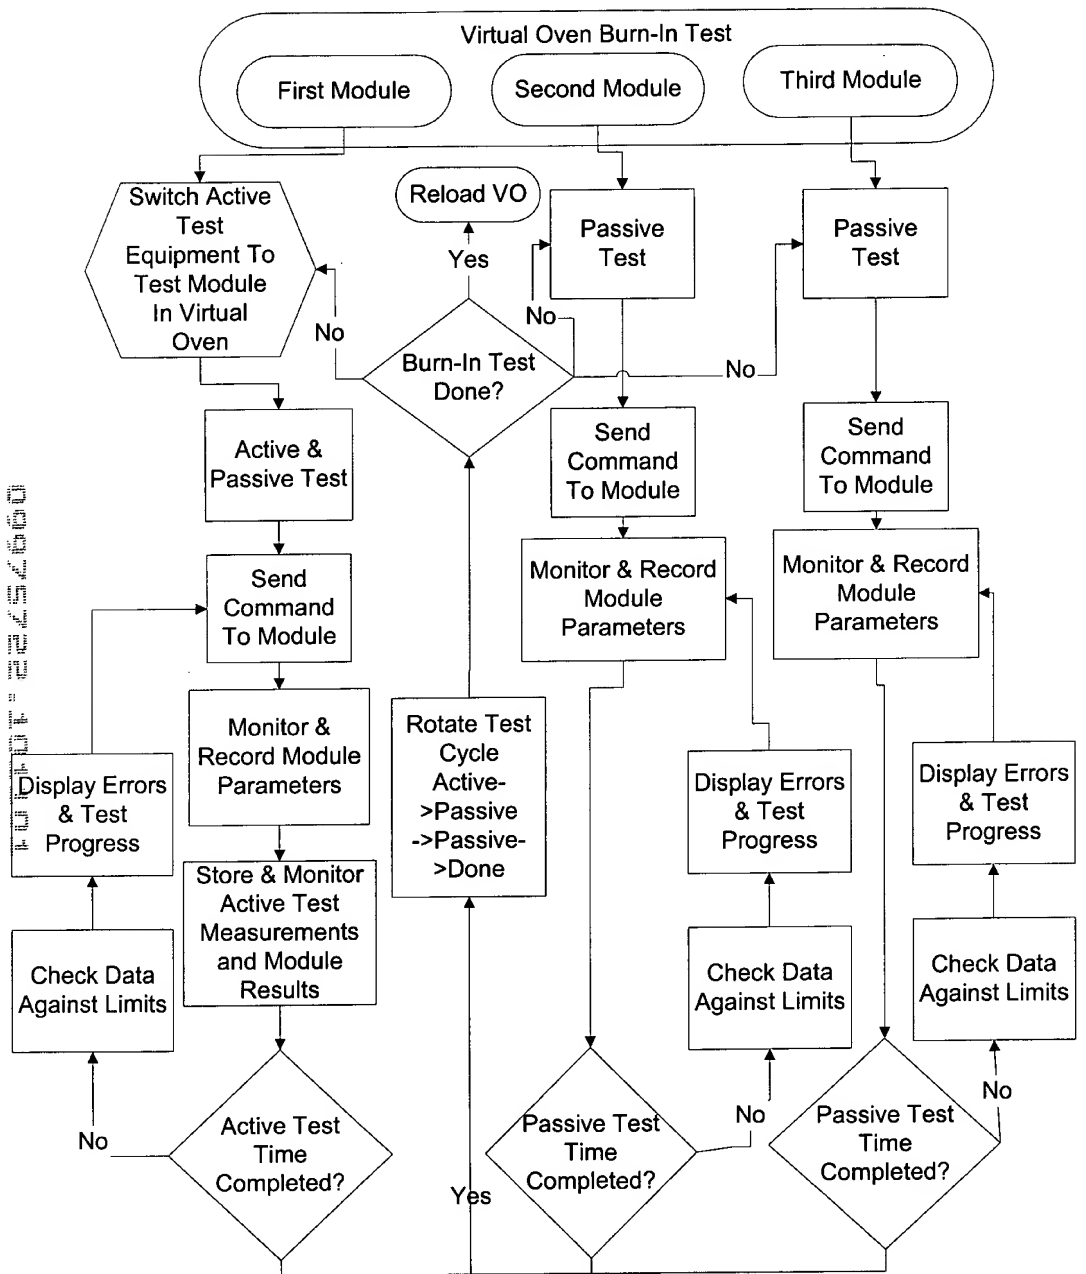 Virtual Oven Burn-In Test
First Module
Second Module
Third Module
Switch Active
Test
Equipment To
Test Module
In Virtual
Oven
Reload VO
Yes
Passive
Test
Passive
Test
No
No
No
Burn-In Test
Done?
Active &
Passive Test
Send
Command
To Module
Send
Command
To Module
Send
Command
To Module
Monitor & Record
Module
Parameters
Monitor & Record
Module
Parameters
Monitor &
Record Module
Parameters
Rotate Test
Cycle
Active-
>Passive
->Passive-
>Done
Display Errors
& Test
Progress
Display Errors
& Test
Progress
Display Errors
& Test
Progress
Store & Monitor
Active Test
Measurements
and Module
Results
Check Data
Against Limits
Check Data
Against Limits
Check Data
Against Limits
No
Active Test
Time
Completed?
Yes
Passive Test
Time
Completed?
No
Passive Test
Time
Completed?
No